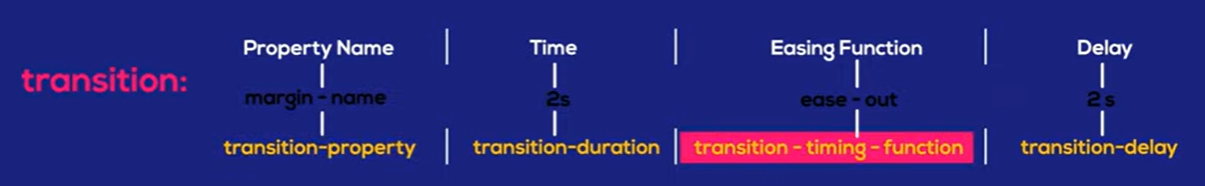 Property Name | Time | Easing Function | Delay
transition:
margin - name 2s ease - out 2 s
transition-property | transition-duration | transition - timing - function | transition-delay